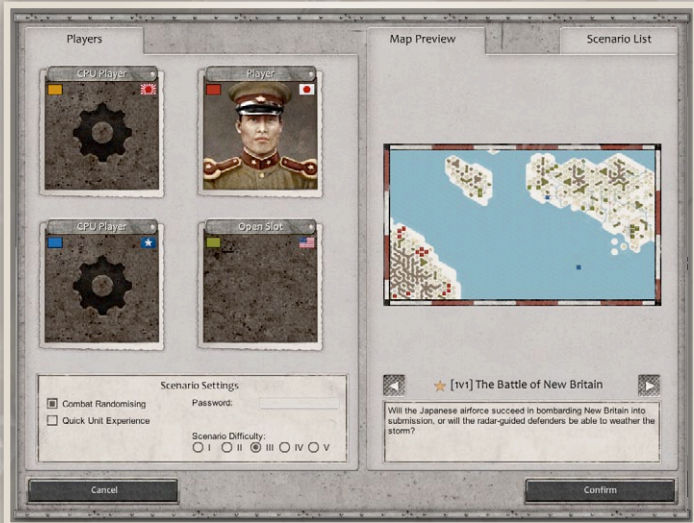 Players
Map Preview
Scenario List
CPU Player
Player
CPU Player
Open Slot
Scenario Settings
Combat Randomising
Password:
Quick Unit Experience
Scenario Difficulty:
I II III IV V
[1v1] The Battle of New Britain
Will the Japanese airforce succeed in bombarding New Britain into
submission, or will the radar-guided defenders be able to weather the
storm?
Cancel
Confirm